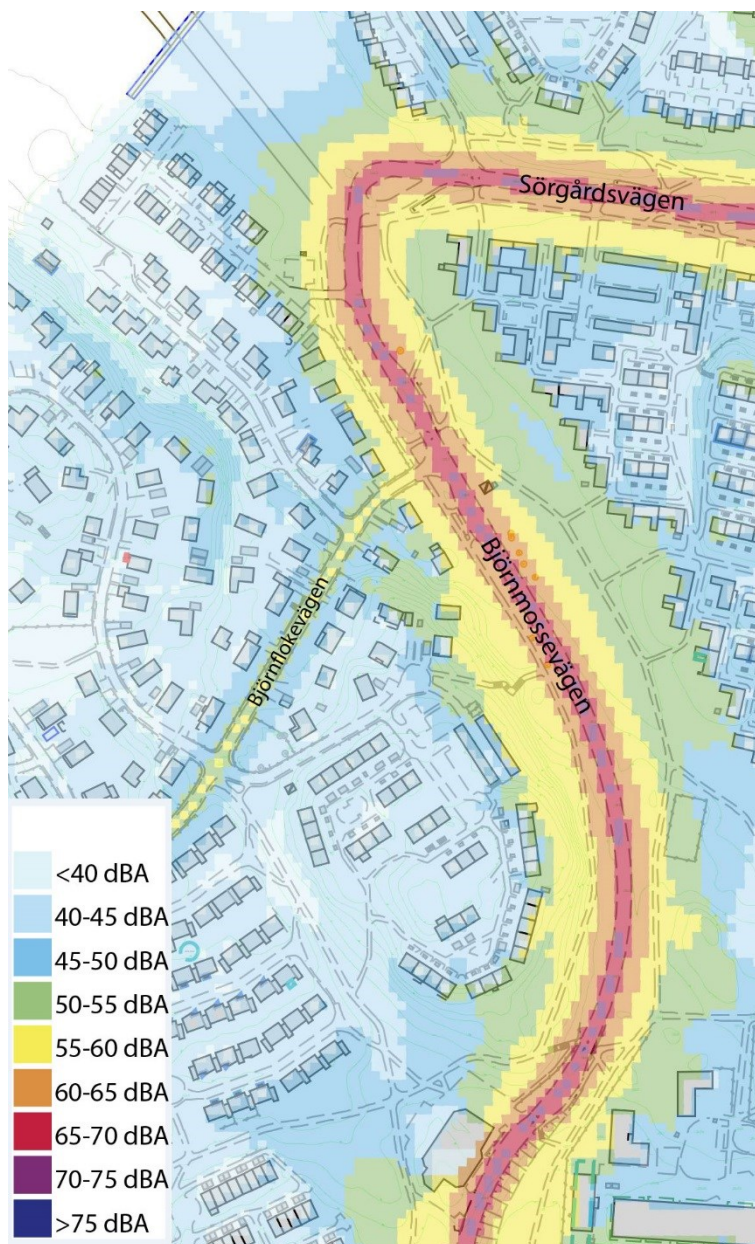 Sörgårdsvägen
Björnmossevägen
Björnflokevägen
<40 dBA
40-45 dBA
45-50 dBA
50-55 dBA
55-60 dBA
60-65 dBA
65-70 dBA
70-75 dBA
>75 dBA